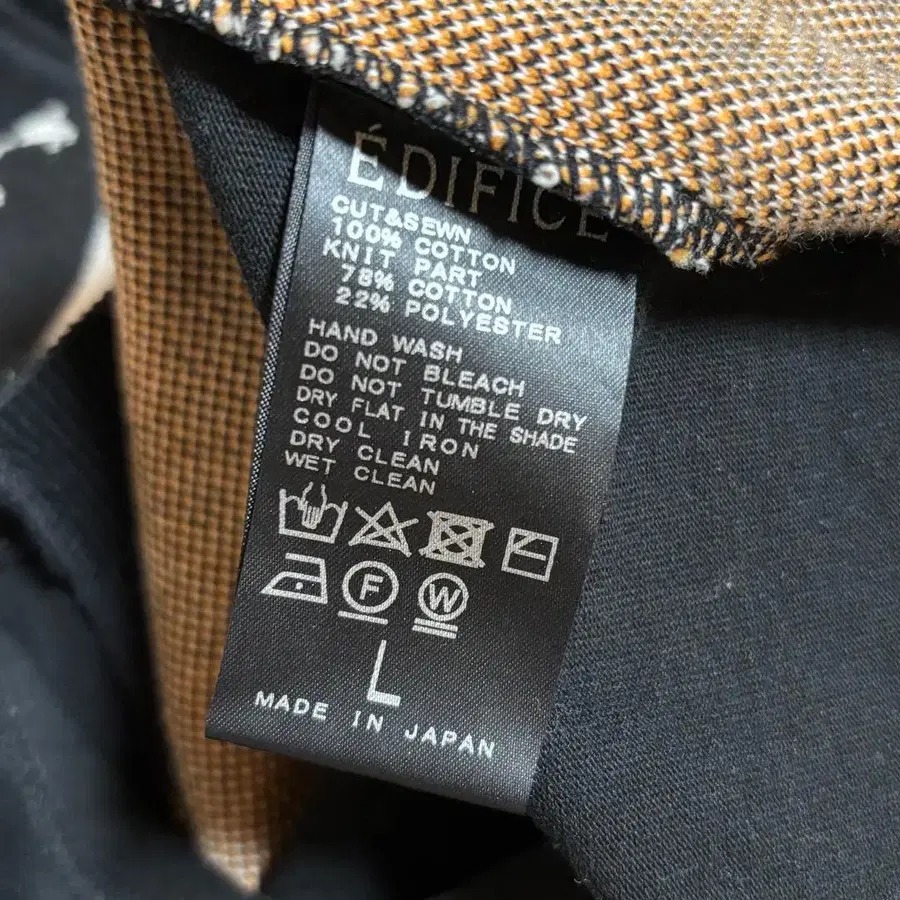 ÉDIFICE
CUT&SEWN
100% COTTON
KNIT PART
78% COTTON
22% POLYESTER
HAND WASH
DO NOT BLEACH
DO NOT TUMBLE DRY
DRY FLAT IN THE SHADE
COOL IRON
DRY CLEAN
WET CLEAN
F W
L
MADE IN JAPAN